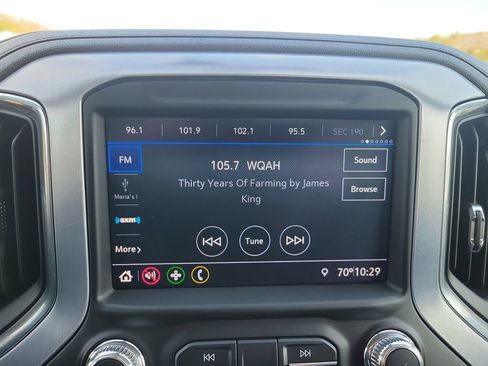 96.1 101.9 102.1 95.5 SEC 190
FM
105.7 WQAH
Sound
Thirty Years Of Farming by James
King
Browse
Maria's i
sxm
Tune
More
70° 10:29